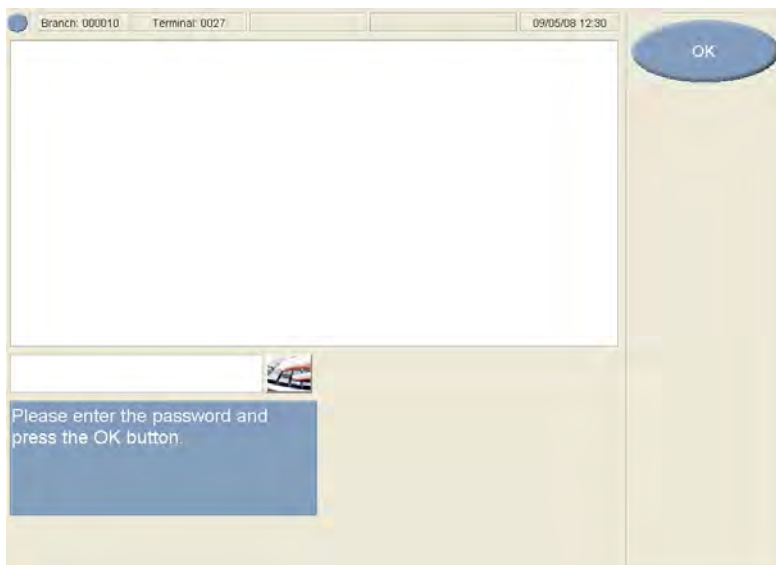 Branch: 000010 Terminal: 0027 09/05/08 12:30
OK
Please enter the password and
press the OK button.